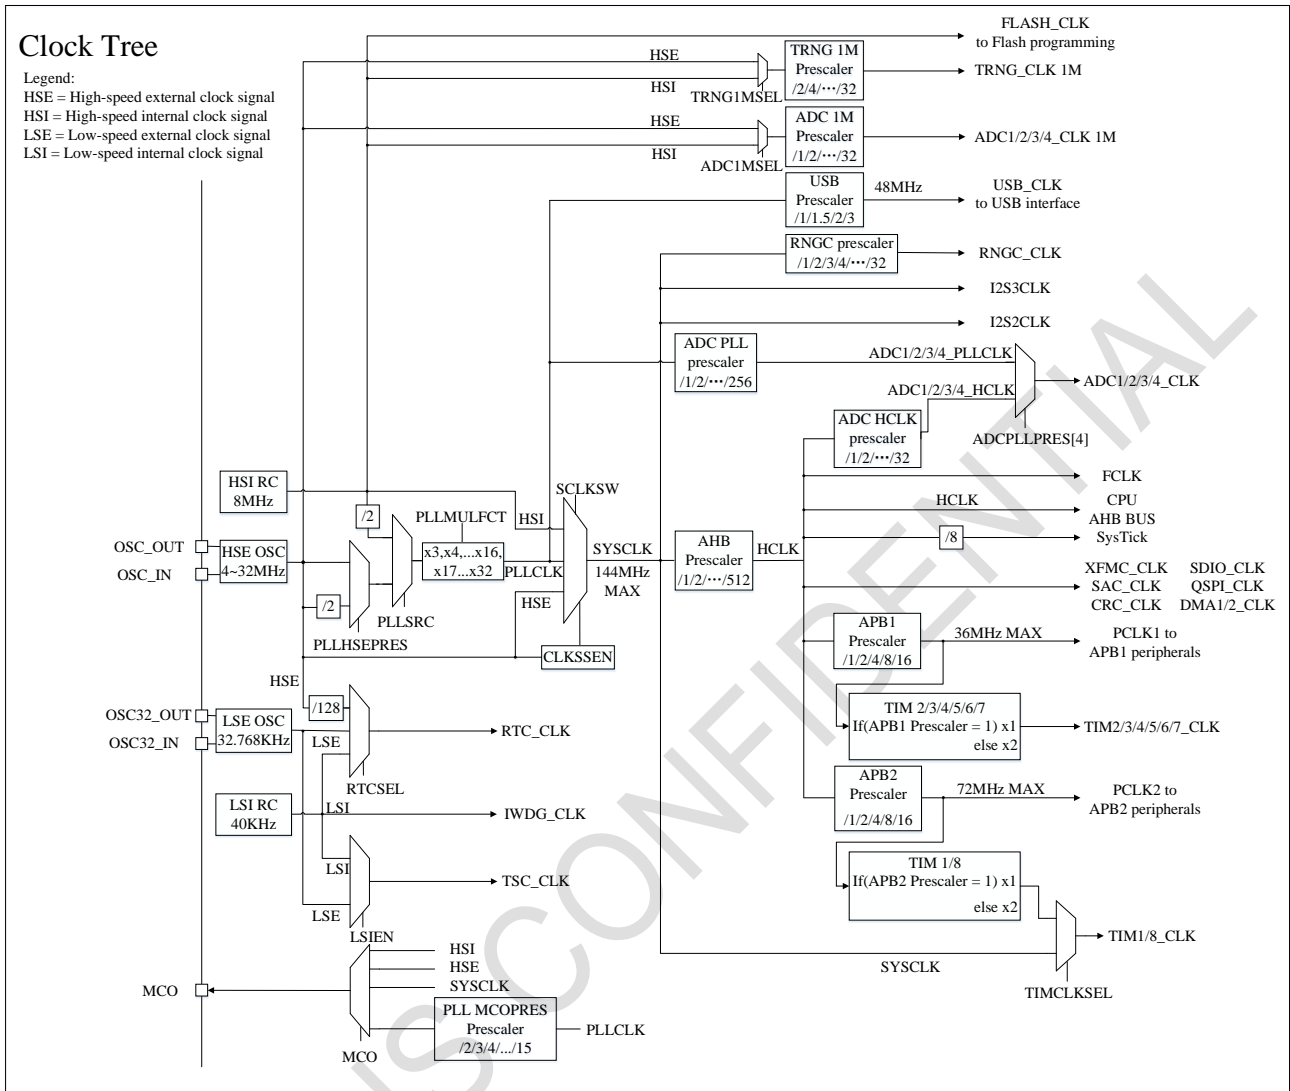 Clock Tree
Legend:
HSE = High-speed external clock signal
HSI = High-speed internal clock signal
LSE = Low-speed external clock signal
LSI = Low-speed internal clock signal
FLASH_CLK
to Flash programming
HSE
HSI
TRNG1MSEL
TRNG 1M
Prescaler
/2/4/···/32
TRNG_CLK 1M
HSE
HSI
ADC1MSEL
ADC 1M
Prescaler
/1/2/···/32
ADC1/2/3/4_CLK 1M
USB
Prescaler
/1/1.5/2/3
48MHz
USB_CLK
to USB interface
RNGC prescaler
/1/2/3/4/···/32
RNGC_CLK
I2S3CLK
I2S2CLK
ADC PLL
prescaler
/1/2/···/256
ADC1/2/3/4_PLLCLK
ADC1/2/3/4_HCLK
ADC1/2/3/4_CLK
ADCPLLPRES[4]
ADC HCLK
prescaler
/1/2/···/32
FCLK
HCLK
CPU
AHB BUS
/8
SysTick
XFMC_CLK SDIO_CLK
SAC_CLK QSPI_CLK
CRC_CLK DMA1/2_CLK
HSI RC
8MHz
/2
PLLMULFCT
SCLKSW
HSI
OSC_OUT
OSC_IN
HSE OSC
4~32MHz
x3,x4,...x16,
x17...x32
PLLCLK
HSE
SYSCLK
144MHz
MAX
AHB
Prescaler
/1/2/···/512
HCLK
/2
PLLSRC
PLLHSEPRES
CLKSSEN
APB1
Prescaler
/1/2/4/8/16
36MHz MAX
PCLK1 to
APB1 peripherals
HSE
/128
OSC32_OUT
OSC32_IN
LSE OSC
32.768KHz
LSE
RTC_CLK
RTCSEL
TIM 2/3/4/5/6/7
If(APB1 Prescaler = 1) x1
else x2
TIM2/3/4/5/6/7_CLK
APB2
Prescaler
/1/2/4/8/16
72MHz MAX
PCLK2 to
APB2 peripherals
LSI RC
40KHz
LSI
IWDG_CLK
LSI
LSE
TSC_CLK
LSIEN
TIM 1/8
If(APB2 Prescaler = 1) x1
else x2
TIM1/8_CLK
SYSCLK
TIMCLKSEL
HSI
HSE
SYSCLK
MCO
PLL MCOPRES
Prescaler
/2/3/4/.../15
PLLCLK
MCO
CONFIDENTIAL